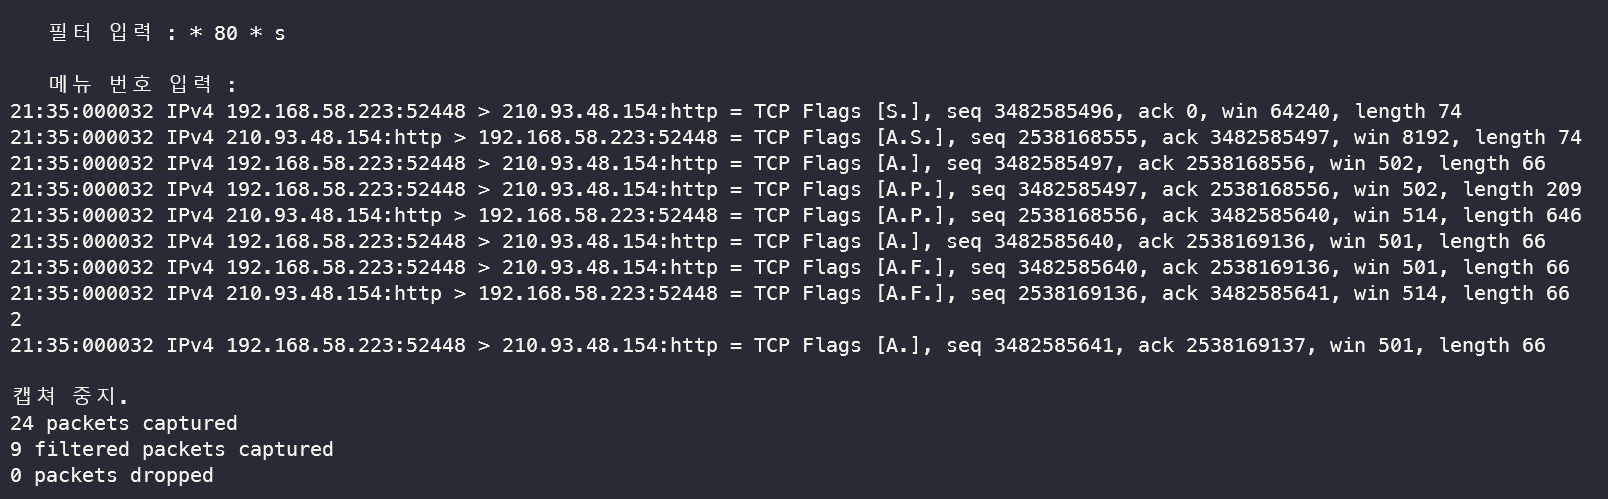 필터 입력 : * 80 * s
메뉴 번호 입력 :
21:35:000032 IPv4 192.168.58.223:52448 > 210.93.48.154:http = TCP Flags [S.], seq 3482585496, ack 0, win 64240, length 74
21:35:000032 IPv4 210.93.48.154:http > 192.168.58.223:52448 = TCP Flags [A.S.], seq 2538168555, ack 3482585497, win 8192, length 74
21:35:000032 IPv4 192.168.58.223:52448 > 210.93.48.154:http = TCP Flags [A.], seq 3482585497, ack 2538168556, win 502, length 66
21:35:000032 IPv4 192.168.58.223:52448 > 210.93.48.154:http = TCP Flags [A.P.], seq 3482585497, ack 2538168556, win 502, length 209
21:35:000032 IPv4 210.93.48.154:http > 192.168.58.223:52448 = TCP Flags [A.P.], seq 2538168556, ack 3482585640, win 514, length 646
21:35:000032 IPv4 192.168.58.223:52448 > 210.93.48.154:http = TCP Flags [A.], seq 3482585640, ack 2538169136, win 501, length 66
21:35:000032 IPv4 192.168.58.223:52448 > 210.93.48.154:http = TCP Flags [A.F.], seq 3482585640, ack 2538169136, win 501, length 66
21:35:000032 IPv4 210.93.48.154:http > 192.168.58.223:52448 = TCP Flags [A.F.], seq 2538169136, ack 3482585641, win 514, length 66
2
21:35:000032 IPv4 192.168.58.223:52448 > 210.93.48.154:http = TCP Flags [A.], seq 3482585641, ack 2538169137, win 501, length 66
캡쳐 중지.
24 packets captured
9 filtered packets captured
0 packets dropped